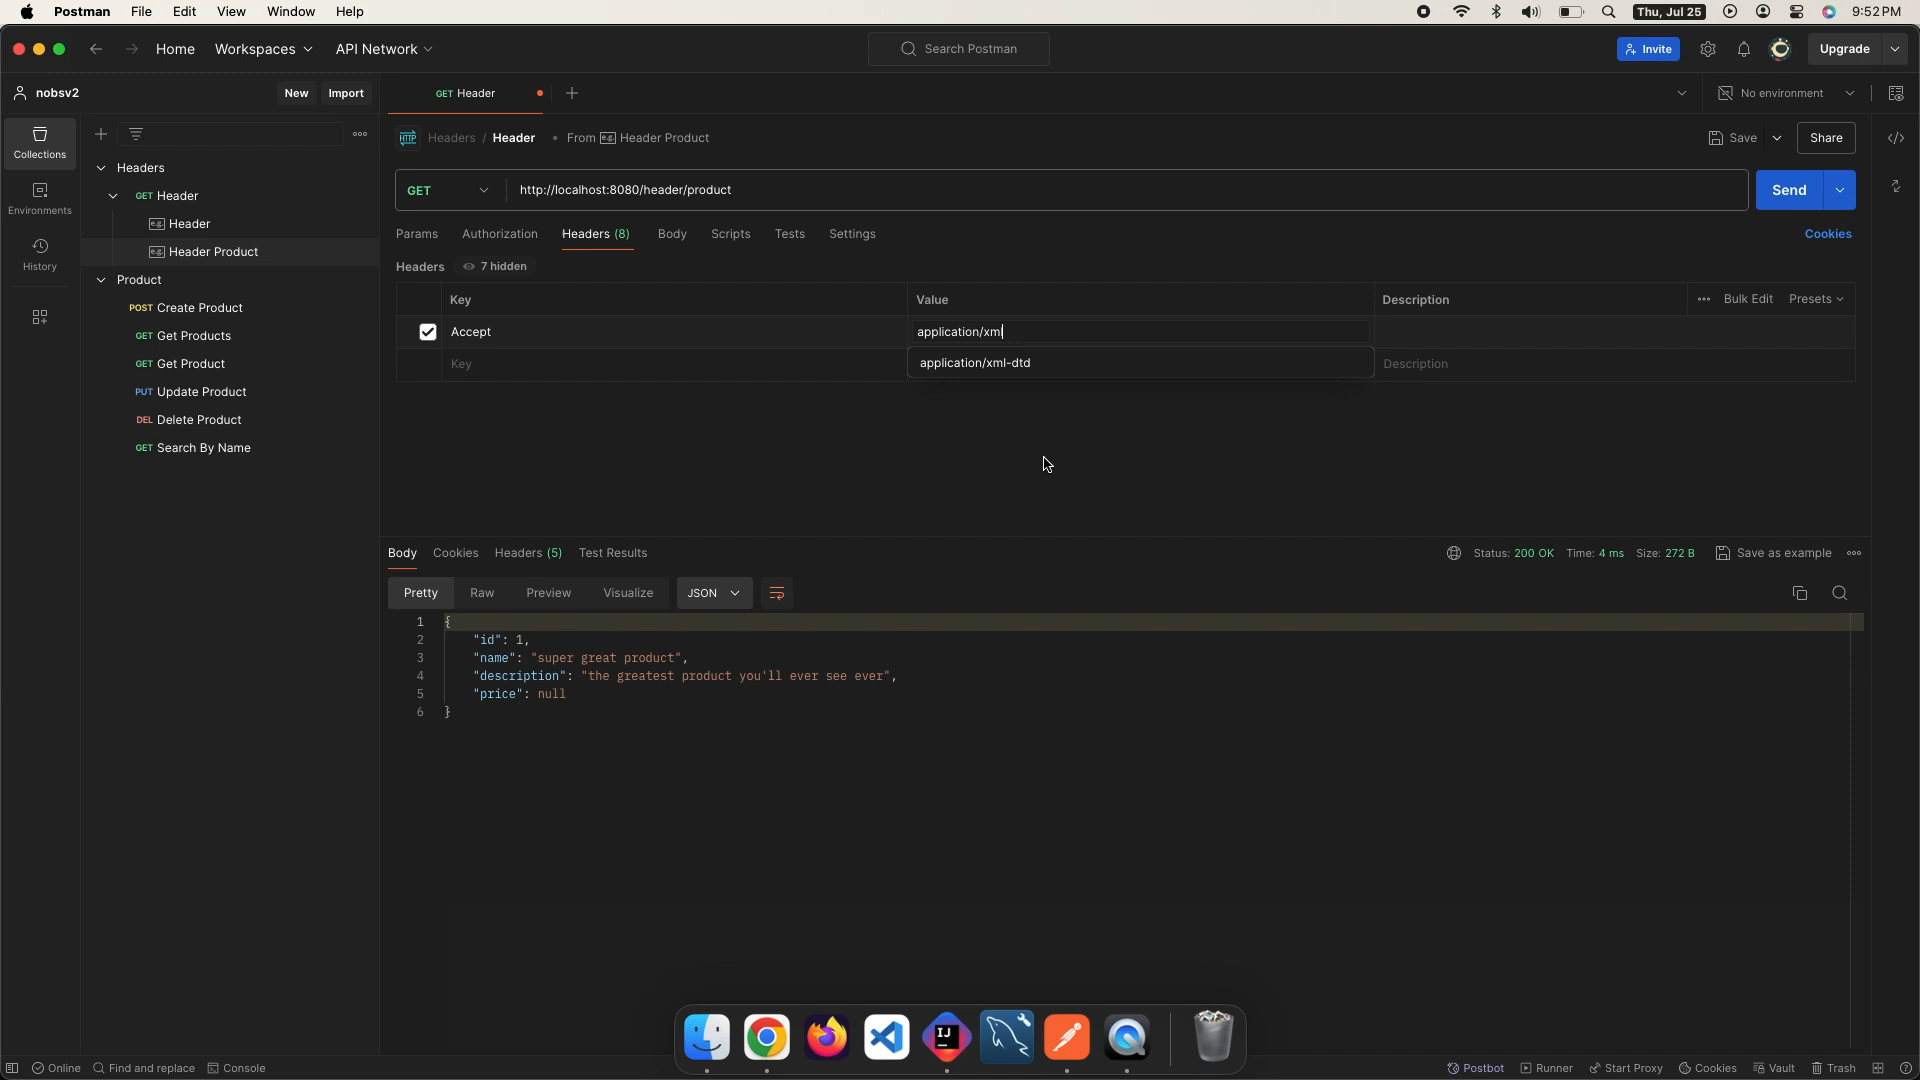 Postman File Edit View Window Help Thu, Jul 25 9:52 PM
Home Workspaces API Network Search Postman Invite Upgrade
nobsv2 New Import GET Header No environment
Collections
Environments
History
Headers
GET Header
e.g. Header
e.g. Header Product
Product
POST Create Product
GET Get Products
GET Get Product
PUT Update Product
DEL Delete Product
GET Search By Name
HTTP Headers / Header • From e.g. Header Product Save Share
GET http://localhost:8080/header/product Send
Params Authorization Headers (8) Body Scripts Tests Settings Cookies
Headers 7 hidden
Key Value Description Bulk Edit Presets
Accept application/xml
Key application/xml-dtd Description
Body Cookies Headers (5) Test Results Status: 200 OK Time: 4 ms Size: 272 B Save as example
Pretty Raw Preview Visualize JSON
1 {
2 "id": 1,
3 "name": "super great product",
4 "description": "the greatest product you'll ever see ever",
5 "price": null
6 }
IJ
Online Find and replace Console Postbot Runner Start Proxy Cookies Vault Trash